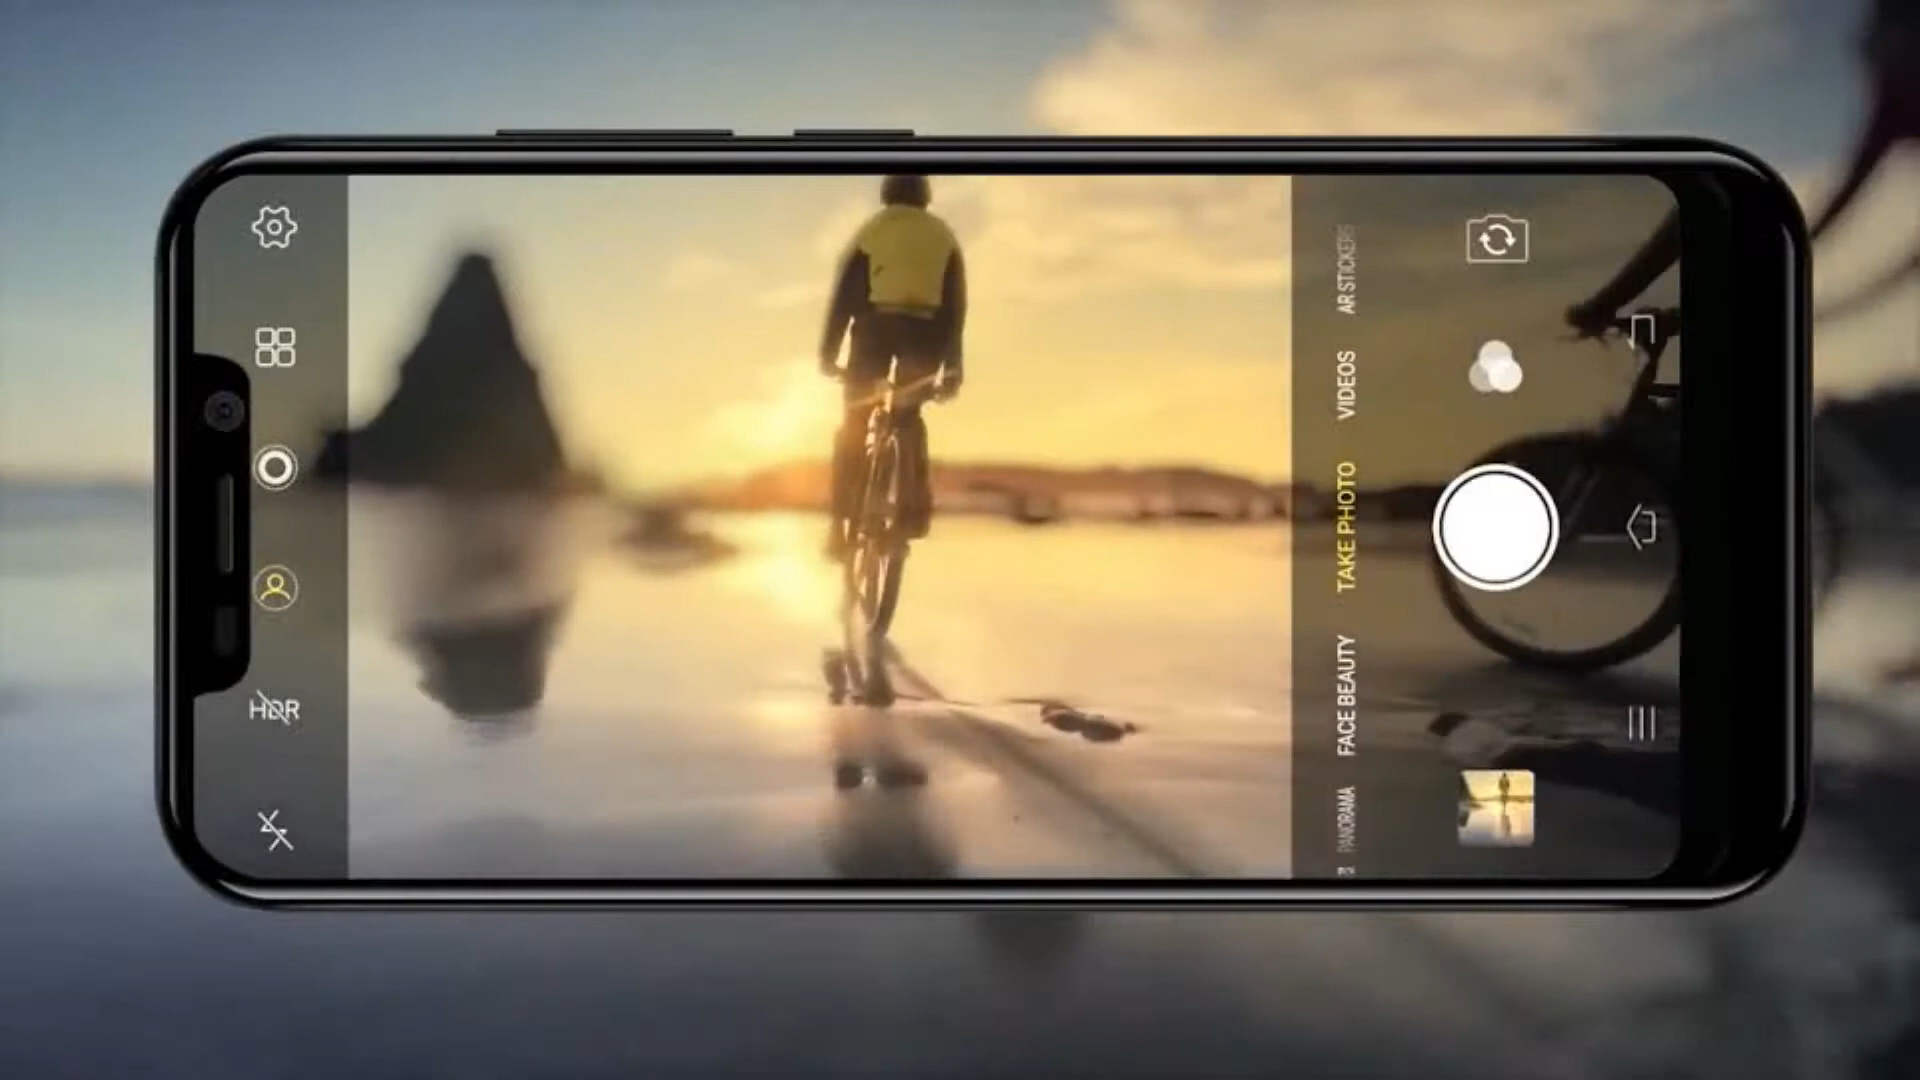 AR STICKERS
VIDEOS
TAKE PHOTO
FACE BEAUTY
PANORAMA
HDR